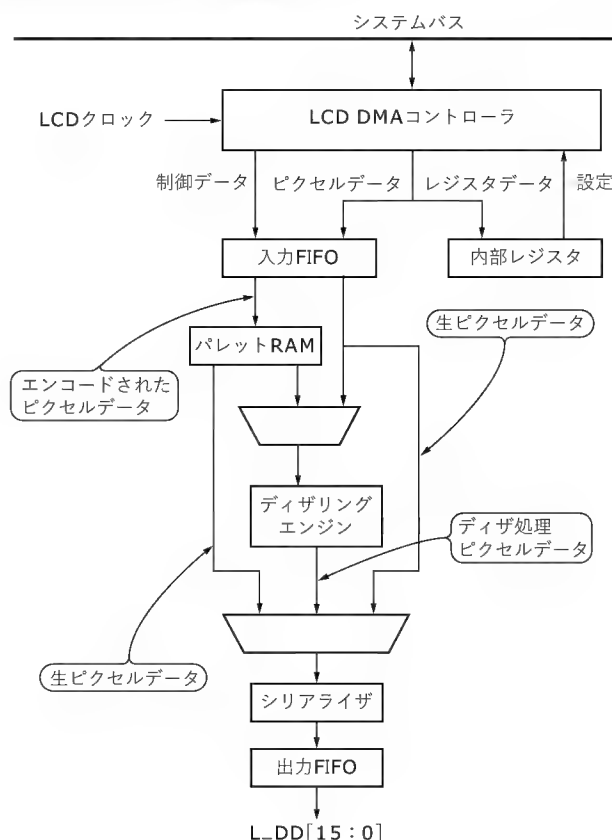 システムバス
LCDクロック
LCD DMAコントローラ
制御データ
ピクセルデータ
レジスタデータ
設定
入力FIFO
内部レジスタ
生ピクセルデータ
パレットRAM
エンコードされた
ピクセルデータ
ディザリング
エンジン
ディザ処理
ピクセルデータ
生ピクセルデータ
シリアライザ
出力FIFO
L_DD[15：0]